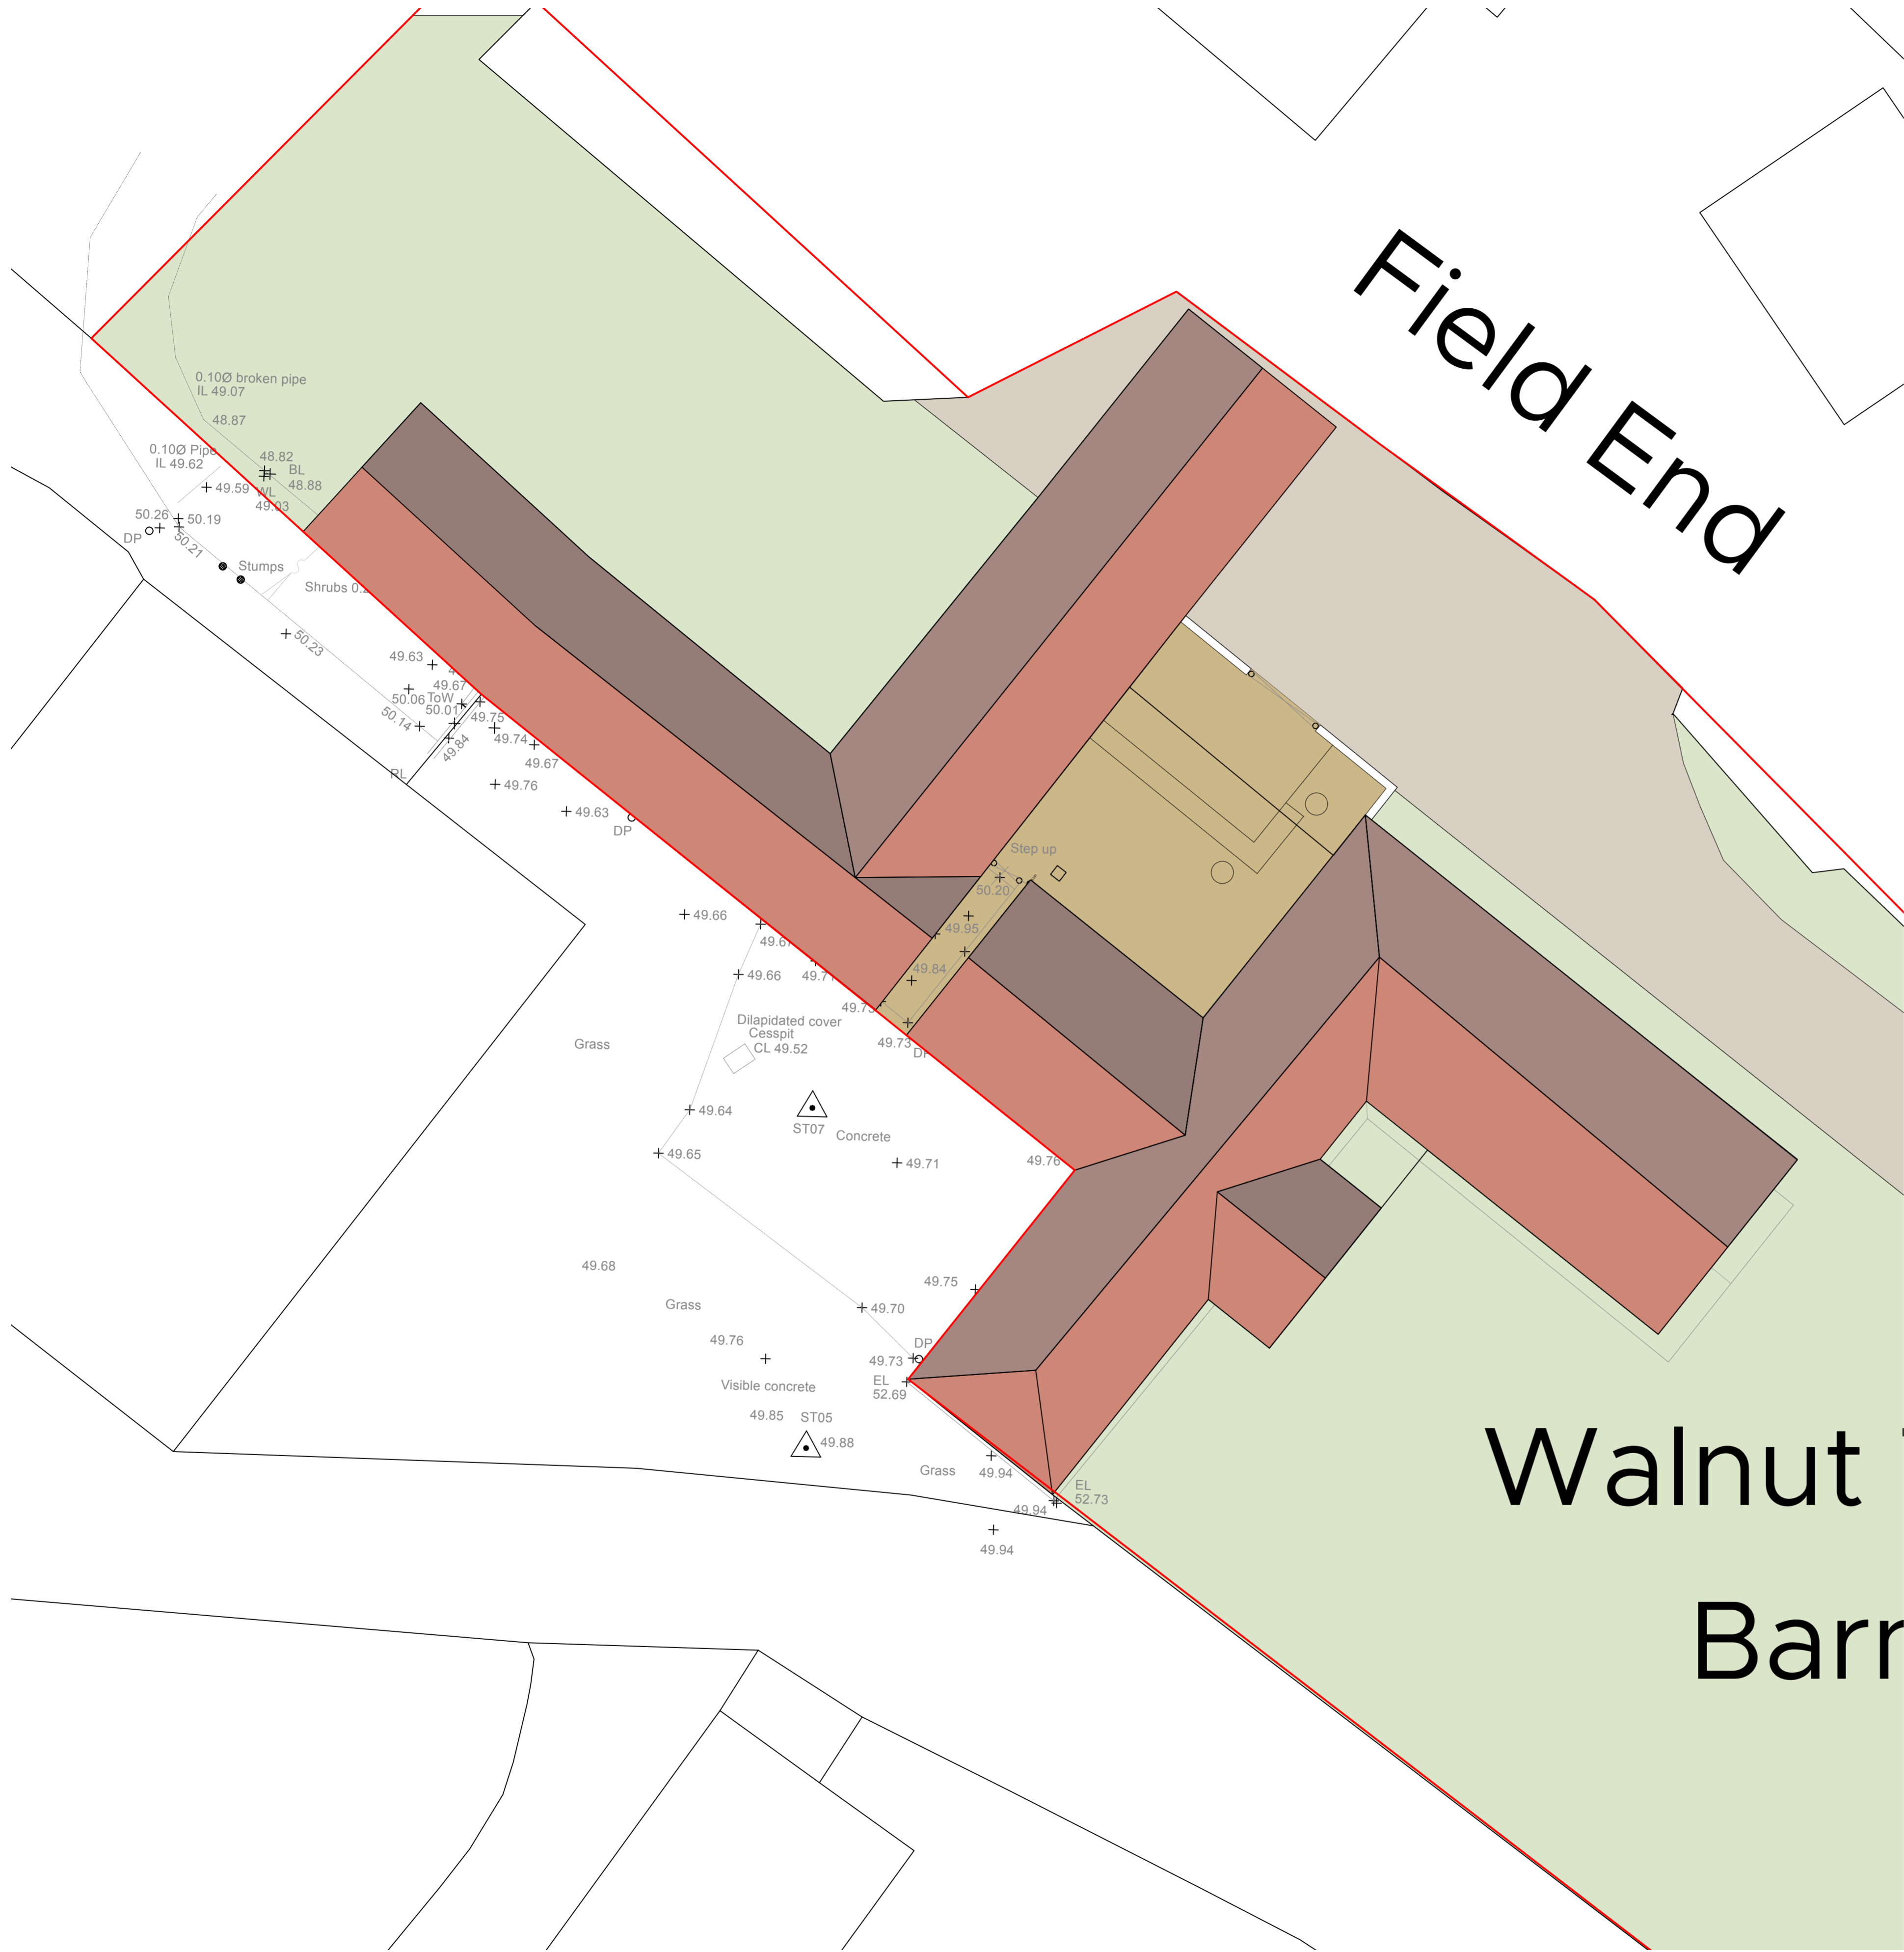 Field End
0.10Ø broken pipe
IL 49.07
48.87
0.10Ø Pipe
IL 49.62
48.82
BL
48.88
49.59
WL
49.03
50.26
50.19
DP
50.21
Stumps
Shrubs
50.23
49.63
49.67
50.06
ToW
50.01
50.14
49.75
49.74
49.84
49.67
RL
49.76
49.63
DP
Step up
50.20
49.66
49.95
49.66
49.84
Dilapidated cover
Cesspit
CL 49.52
49.73
Grass
49.64
ST07
Concrete
49.65
49.71
49.76
49.68
49.75
Grass
49.70
49.76
DP
49.73
EL
52.69
Visible concrete
49.85
ST05
49.88
Grass
49.94
EL
52.73
49.94
49.94
Walnut